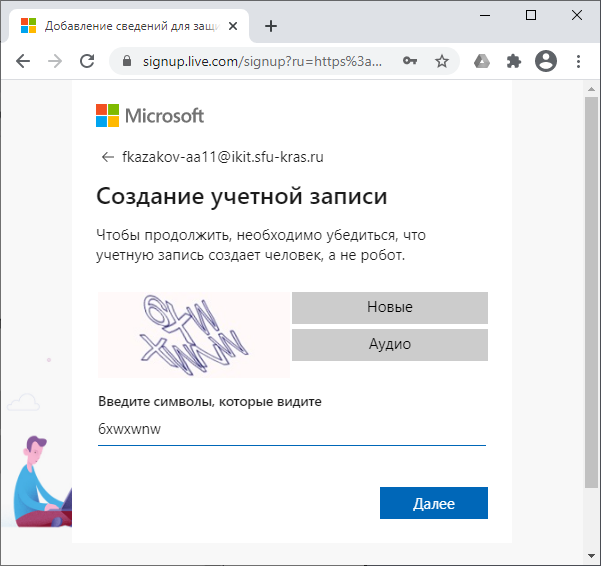 Добавление сведений для защи
signup.live.com/signup?ru=https%3a...
Microsoft
fkazakov-aa11@ikit.sfu-kras.ru
Создание учетной записи
Чтобы продолжить, необходимо убедиться, что
учетную запись создает человек, а не робот.
Новые
Аудио
Введите символы, которые видите
6xwxwnw
Далее